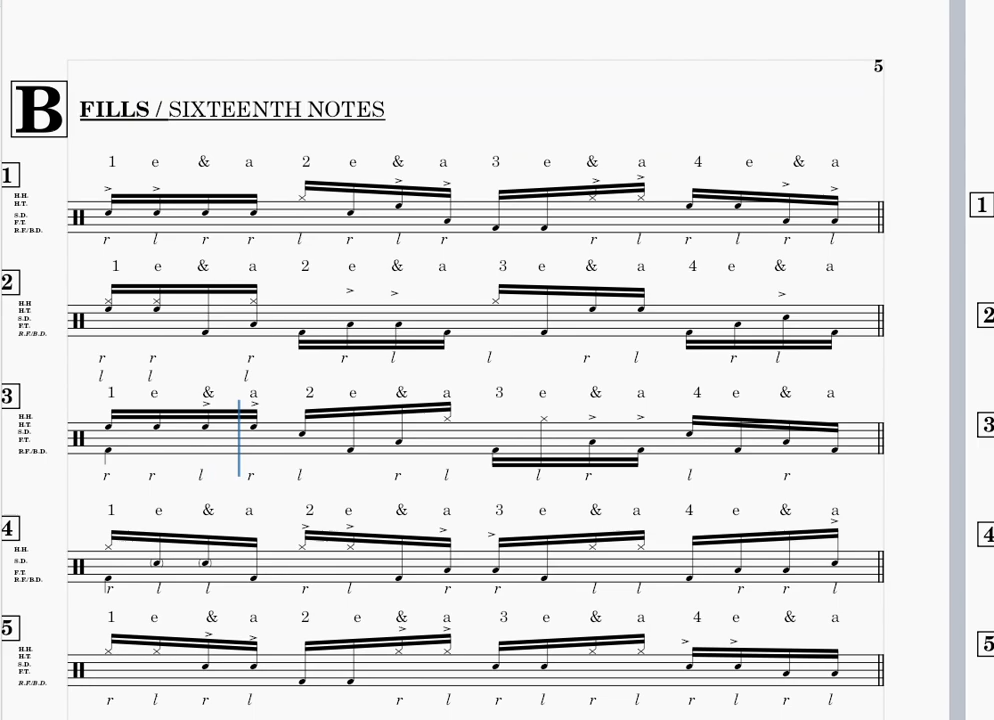 5
B FILLS / SIXTEENTH NOTES
1 e & a 2 e & a 3 e & a 4 e & a
1
1
H.H.
H.T.
S.D.
F.T.
R.F./B.D.
r l r r l r l r r l r l r l
1 e & a 2 e & a 3 e & a 4 e & a
2
2
H.H
H.T.
S.D.
F.T.
R.F./B.D.
r r r r l l r l r l
l l l
1 e & a 2 e & a 3 e & a 4 e & a
3
3
H.H.
H.T.
S.D.
F.T.
R.F./B.D.
r r l r l r l l r l r
1 e & a 2 e & a 3 e & a 4 e & a
4
4
H.H.
S.D.
F.T.
R.F./B.D.
r l l r l r r l l r r l
1 e & a 2 e & a 3 e & a 4 e & a
5
5
H.H.
H.T.
S.D.
F.T.
R.F./B.D.
r l r l r l r l r l r l r l